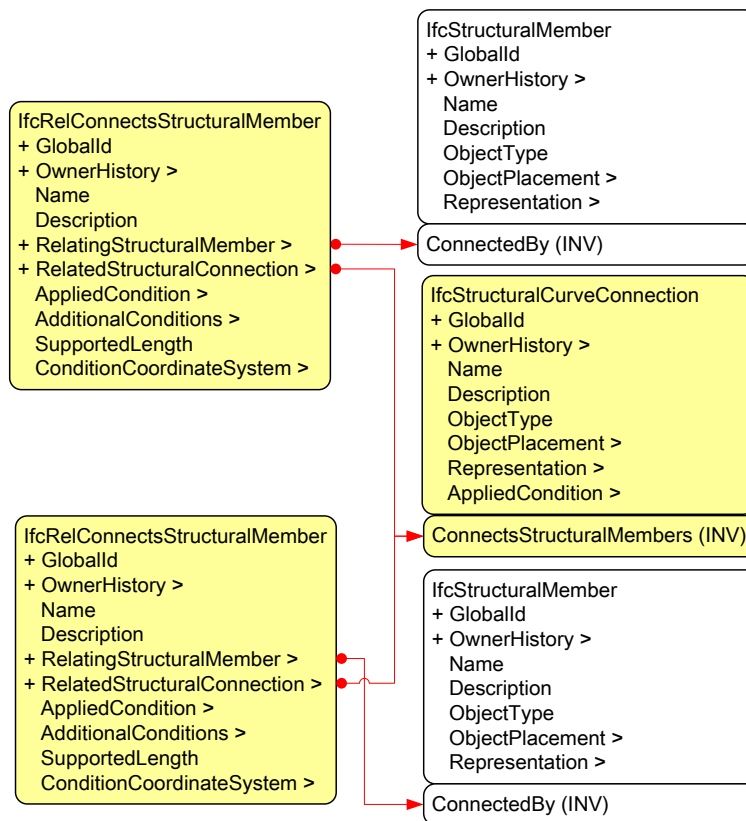 IfcRelConnectsStructuralMember
+ GlobalId
+ OwnerHistory >
Name
Description
+ RelatingStructuralMember >
+ RelatedStructuralConnection >
AppliedCondition >
AdditionalConditions >
SupportedLength
ConditionCoordinateSystem >
IfcStructuralMember
+ GlobalId
+ OwnerHistory >
Name
Description
ObjectType
ObjectPlacement >
Representation >
ConnectedBy (INV)
IfcStructuralCurveConnection
+ GlobalId
+ OwnerHistory >
Name
Description
ObjectType
ObjectPlacement >
Representation >
AppliedCondition >
ConnectsStructuralMembers (INV)
IfcRelConnectsStructuralMember
+ GlobalId
+ OwnerHistory >
Name
Description
+ RelatingStructuralMember >
+ RelatedStructuralConnection >
AppliedCondition >
AdditionalConditions >
SupportedLength
ConditionCoordinateSystem >
IfcStructuralMember
+ GlobalId
+ OwnerHistory >
Name
Description
ObjectType
ObjectPlacement >
Representation >
ConnectedBy (INV)